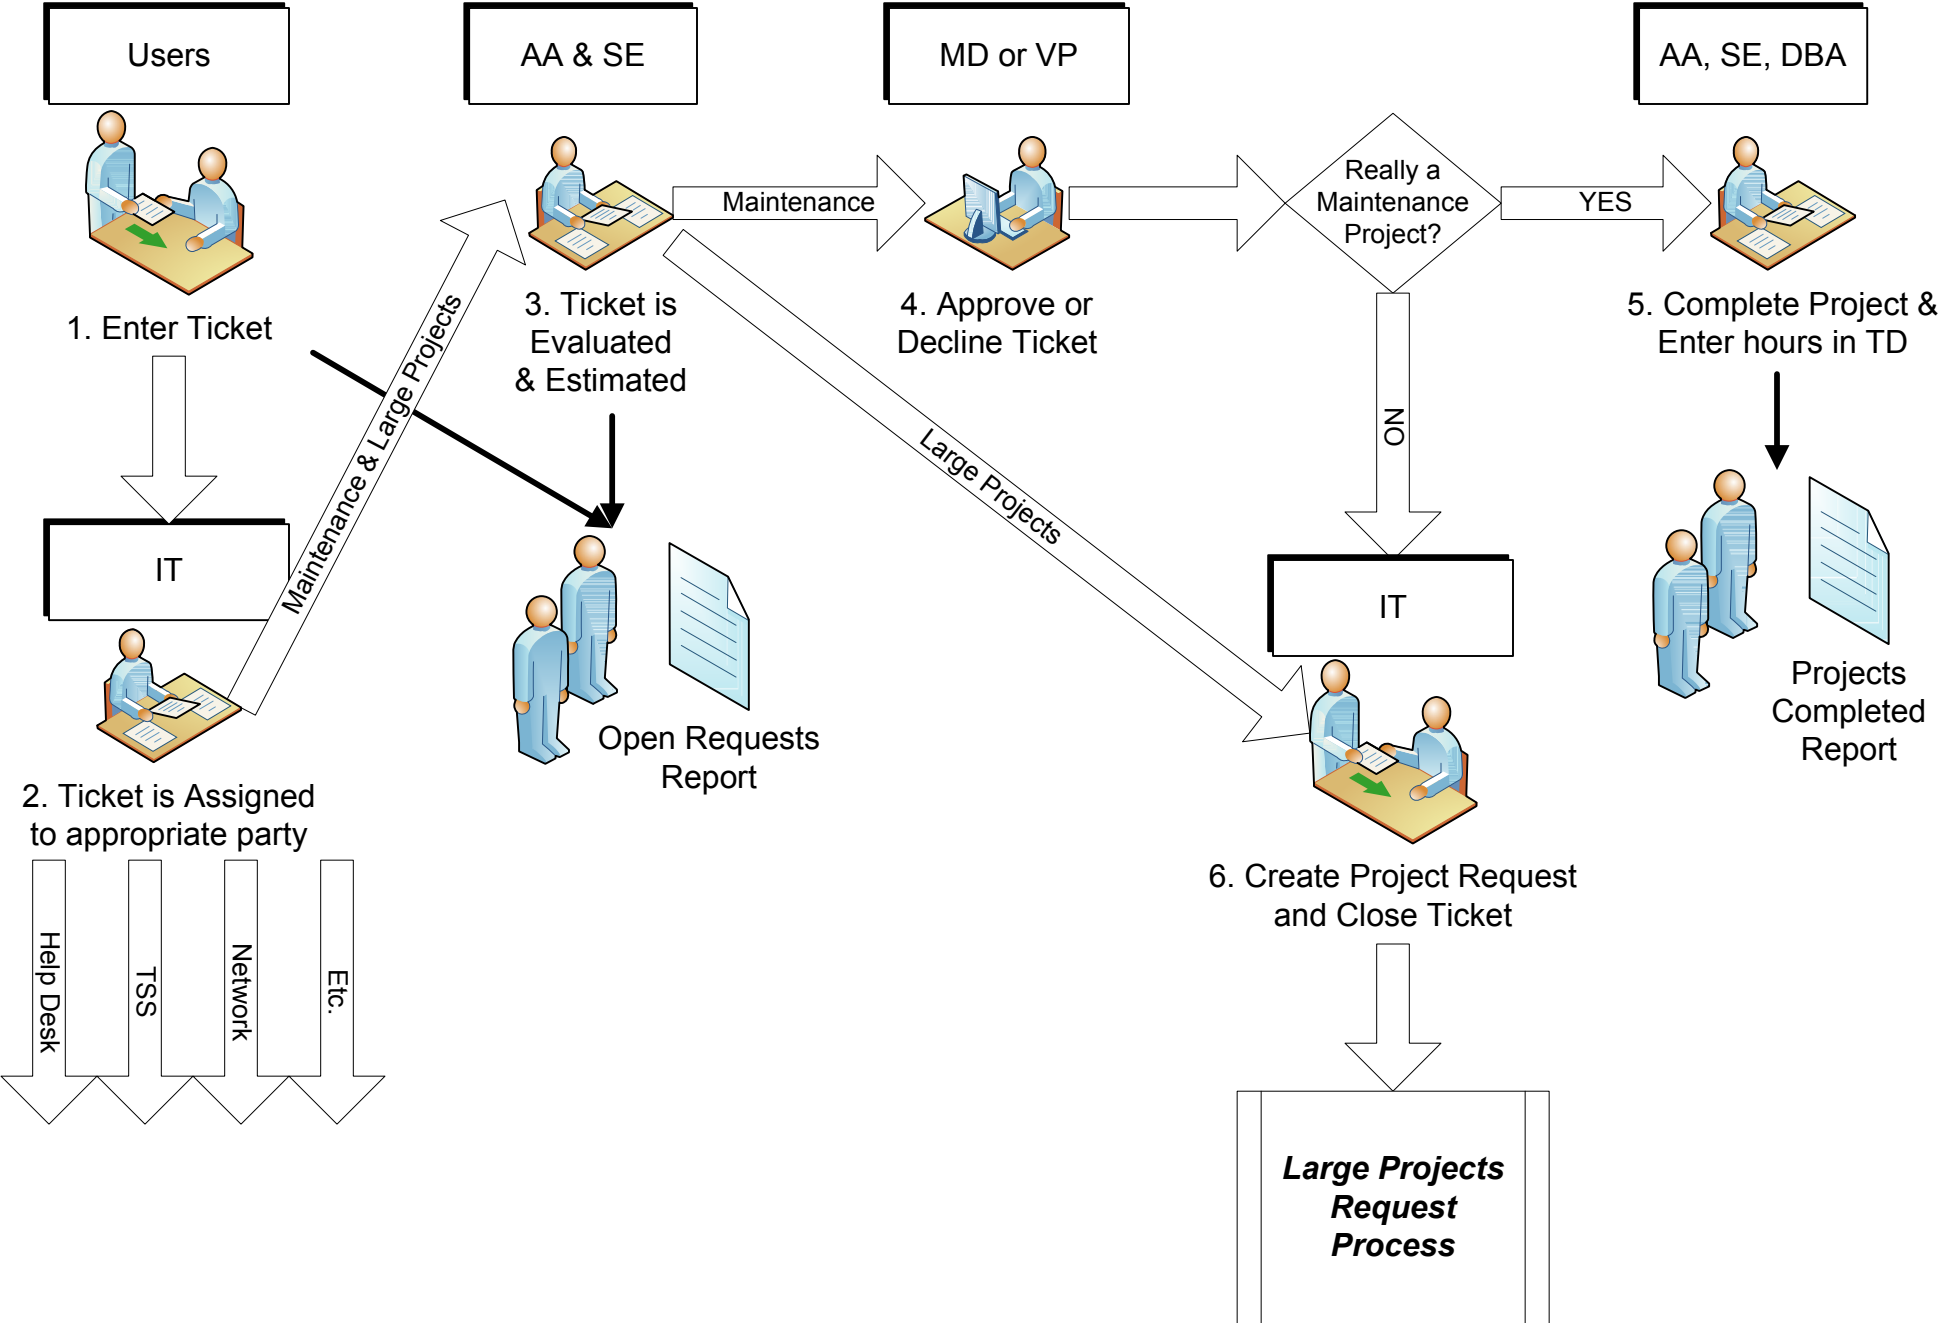 Users
AA & SE
MD or VP
AA, SE, DBA
Really a
Maintenance
Project?
Maintenance
YES
1. Enter Ticket
3. Ticket is
Evaluated
& Estimated
4. Approve or
Decline Ticket
5. Complete Project &
Enter hours in TD
Maintenance & Large Projects
Large Projects
NO
IT
IT
Open Requests
Report
Projects
Completed
Report
2. Ticket is Assigned
to appropriate party
6. Create Project Request
and Close Ticket
Help Desk
TSS
Network
Etc.
Large Projects
Request
Process